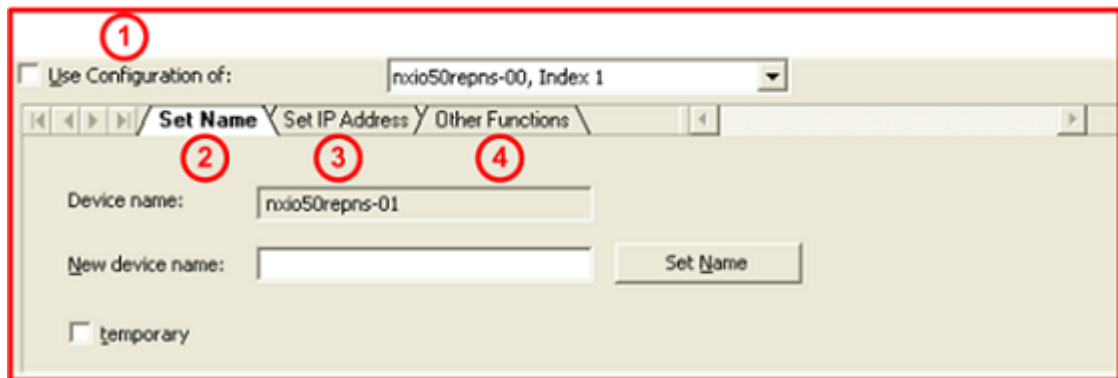 1
Use Configuration of: nxio50repns-00, Index 1
Set Name Set IP Address Other Functions
2 3 4
Device name: nxio50repns-01
New device name: Set Name
temporary